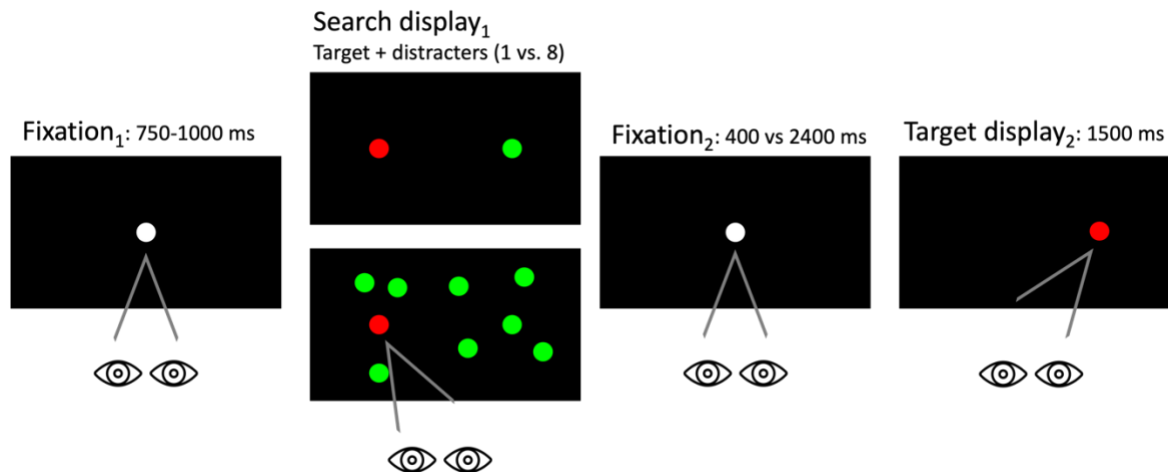 Fixation₁: 750-1000 ms
Search display₁
Target + distracters (1 vs. 8)
Fixation₂: 400 vs 2400 ms
Target display₂: 1500 ms